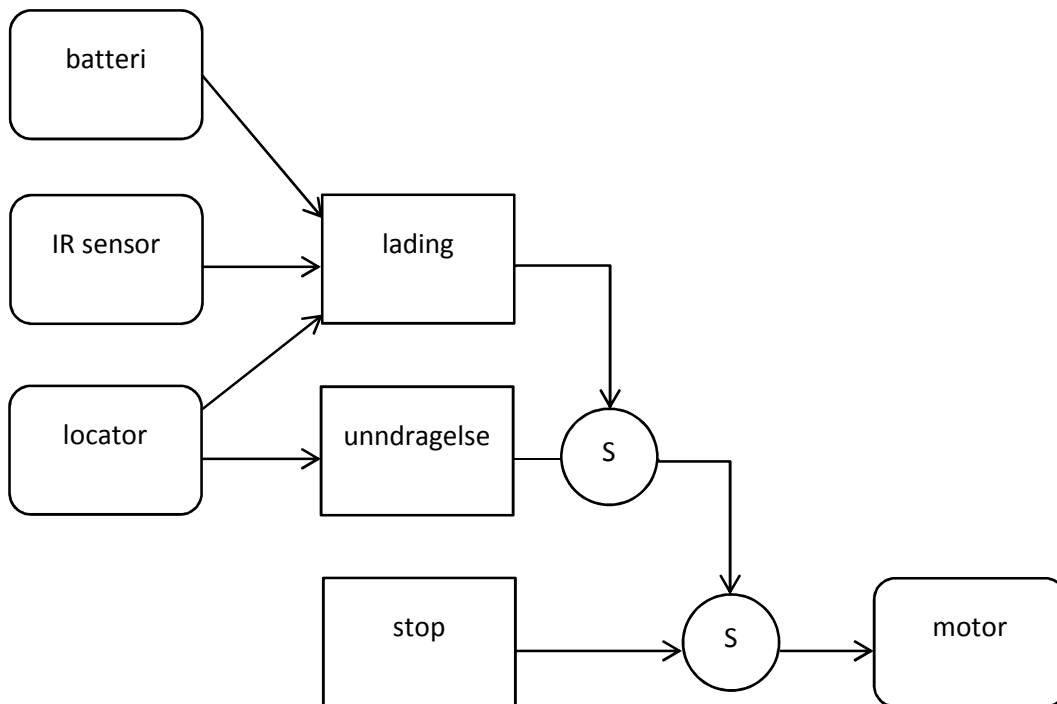 batteri
IR sensor
lading
locator
unndragelse
S
stop
S
motor